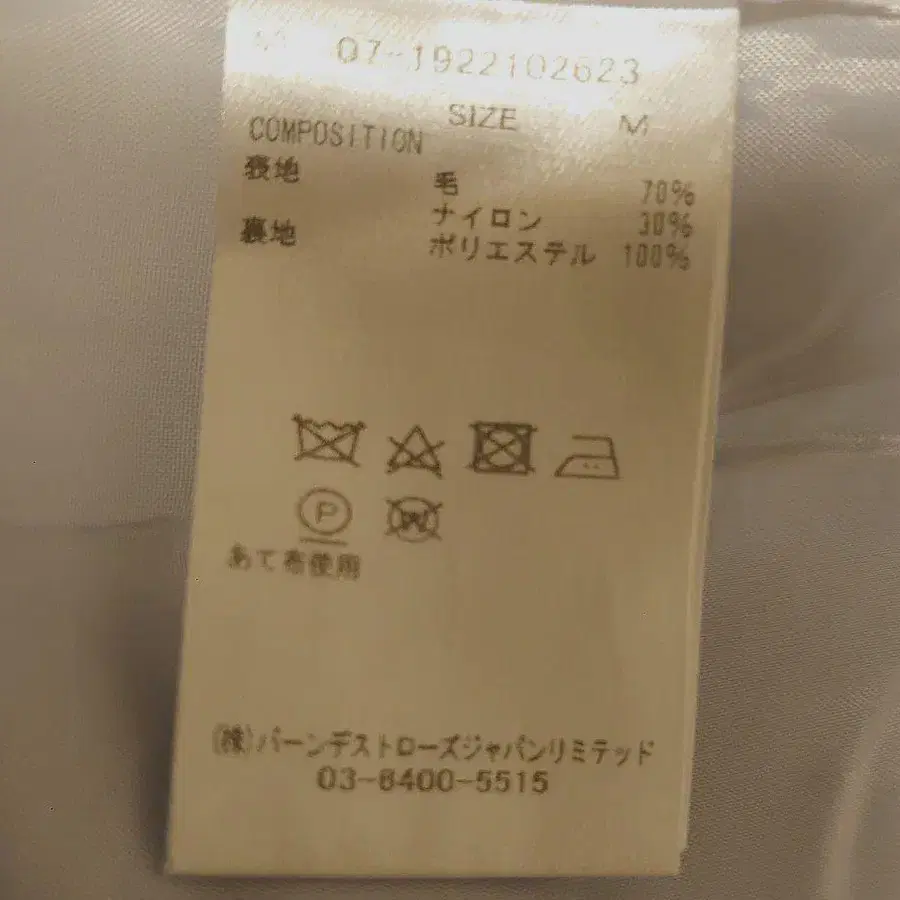 07-1922102623
SIZE M
COMPOSITION
表地 毛 70%
ナイロン 30%
裏地 ポリエステル 100%
P W
あて布使用
(株)バーンデストローズジャパンリミテッド
03-6400-5515